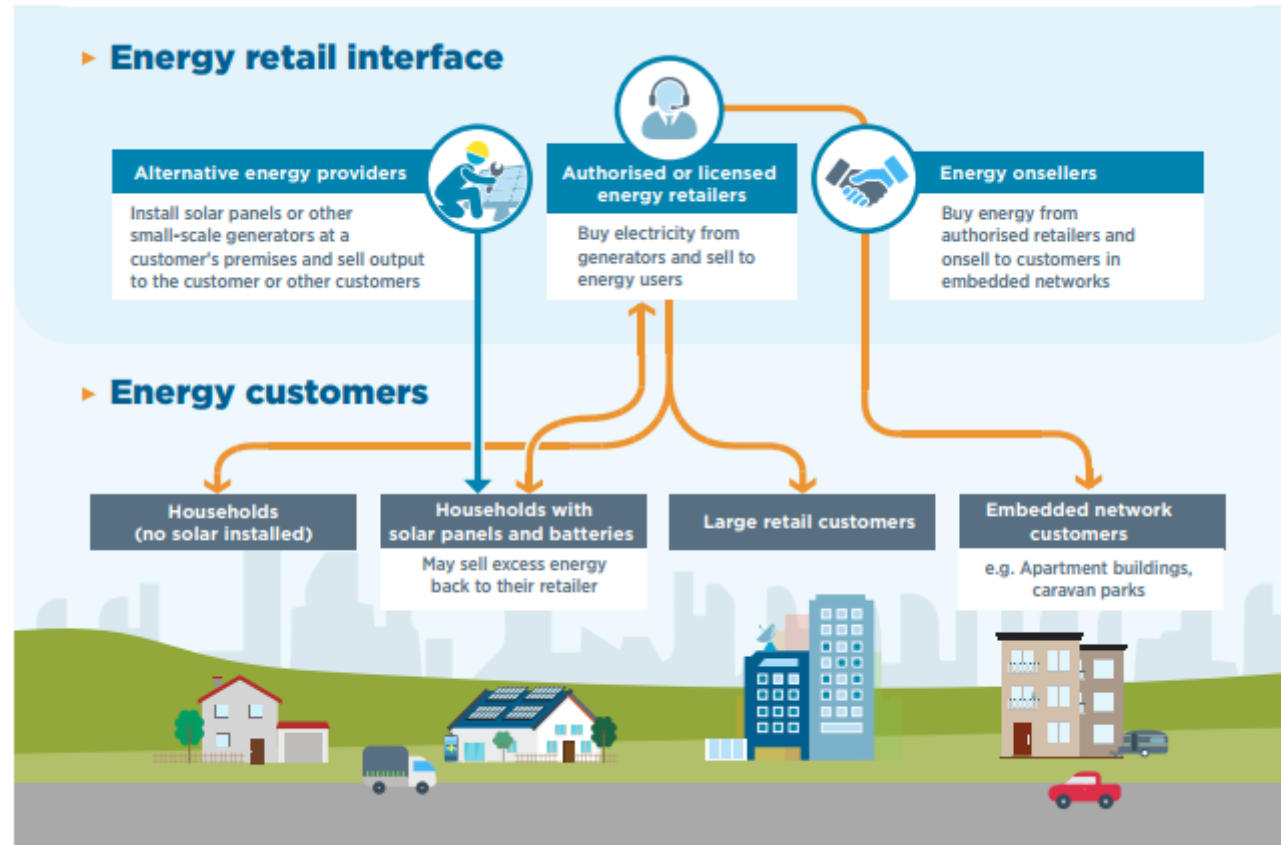 Energy retail interface
Alternative energy providers
Install solar panels or other
small-scale generators at a
customer's premises and sell output
to the customer or other customers
Authorised or licensed
energy retailers
Buy electricity from
generators and sell to
energy users
Energy onsellers
Buy energy from
authorised retailers and
onsell to customers in
embedded networks
Energy customers
Households
(no solar installed)
Households with
solar panels and batteries
May sell excess energy
back to their retailer
Large retail customers
Embedded network
customers
e.g. Apartment buildings,
caravan parks